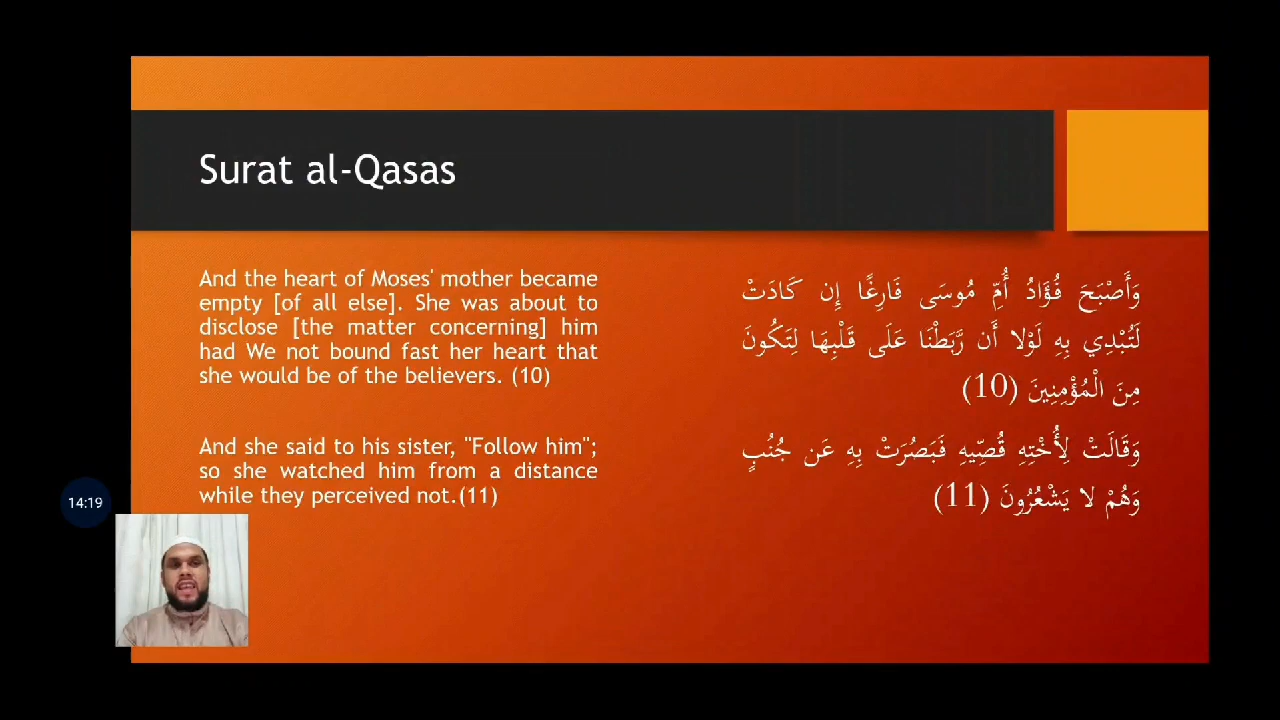 Surat al-Qasas
And the heart of Moses' mother became
empty [of all else]. She was about to
disclose [the matter concerning] him
had We not bound fast her heart that
she would be of the believers. (10)
And she said to his sister, "Follow him";
so she watched him from a distance
while they perceived not.(11)
وَأَصْبَحَ فُؤَادُ أُمِّ مُوسَى فَارِغًا إِن كَادَتْ
لَتُبْدِي بِهِ لَوْلا أَن رَّبَطْنَا عَلَى قَلْبِهَا لِتَكُونَ
مِنَ الْمُؤْمِنِينَ (10)
وَقَالَتْ لِأُخْتِهِ قُصِّيهِ فَبَصُرَتْ بِهِ عَن جُنُبٍ
وَهُمْ لا يَشْعُرُونَ (11)
14:19